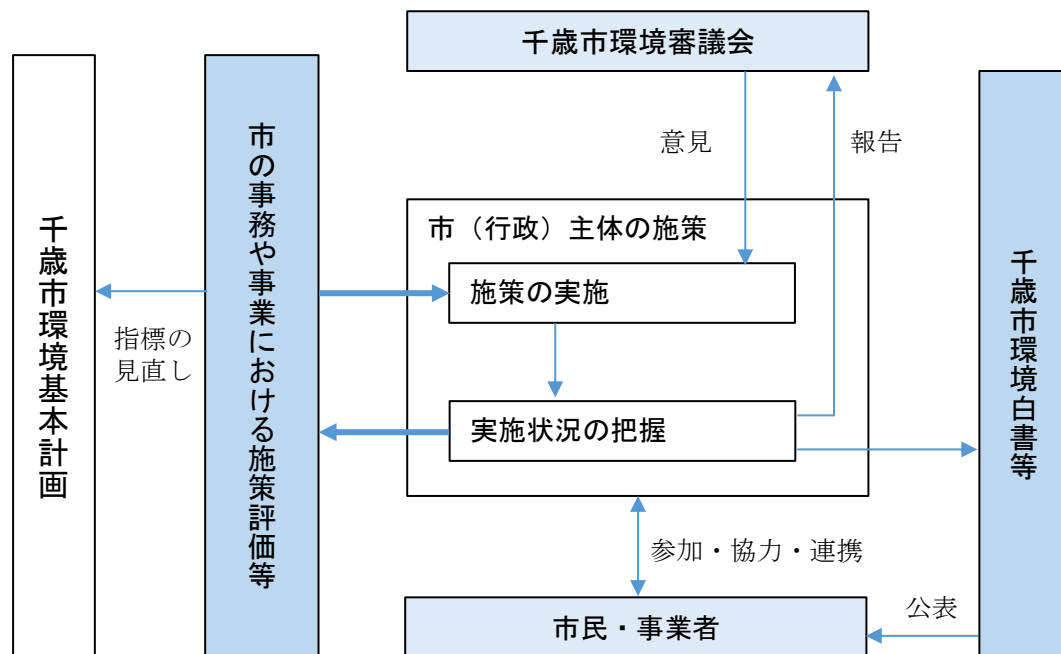 千歳市環境審議会
意見
報告
千歳市環境基本計画
指標の
見直し
市の事務や事業における施策評価等
市（行政）主体の施策
施策の実施
実施状況の把握
千歳市環境白書等
参加・協力・連携
公表
市民・事業者